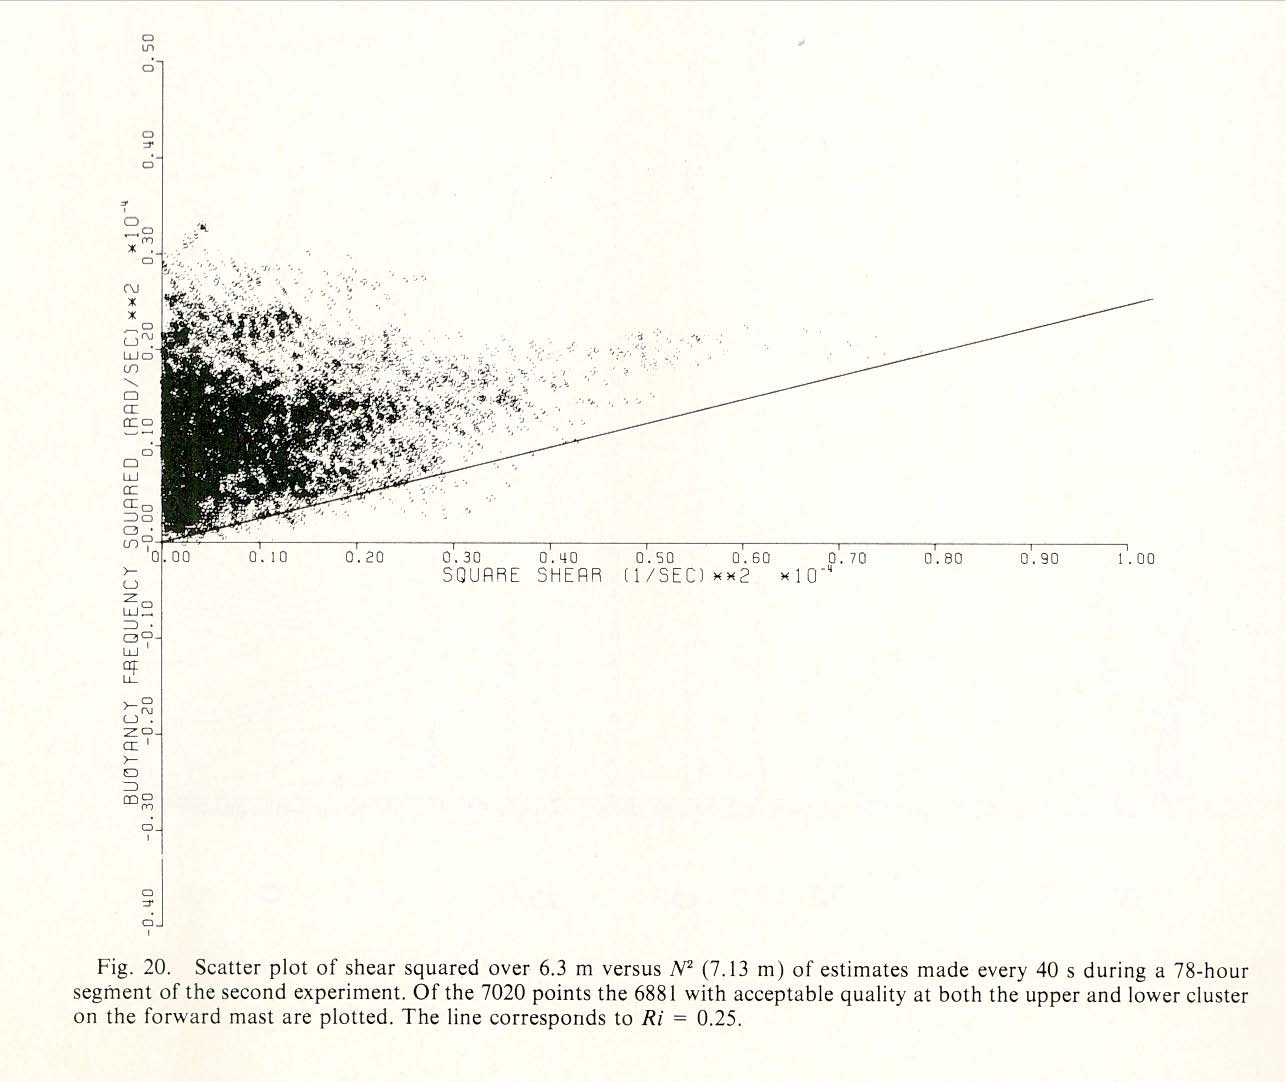 0.50
0.40
0.30
0.20
0.10
0.00
-0.10
-0.20
-0.30
-0.40
BUOYANCY FREQUENCY SQUARED (RAD/SEC)**2 *10⁻⁴
0.00 0.10 0.20 0.30 0.40 0.50 0.60 0.70 0.80 0.90 1.00
SQUARE SHEAR (1/SEC)**2 *10⁻⁴
Fig. 20. Scatter plot of shear squared over 6.3 m versus N² (7.13 m) of estimates made every 40 s during a 78-hour
segment of the second experiment. Of the 7020 points the 6881 with acceptable quality at both the upper and lower cluster
on the forward mast are plotted. The line corresponds to Ri = 0.25.